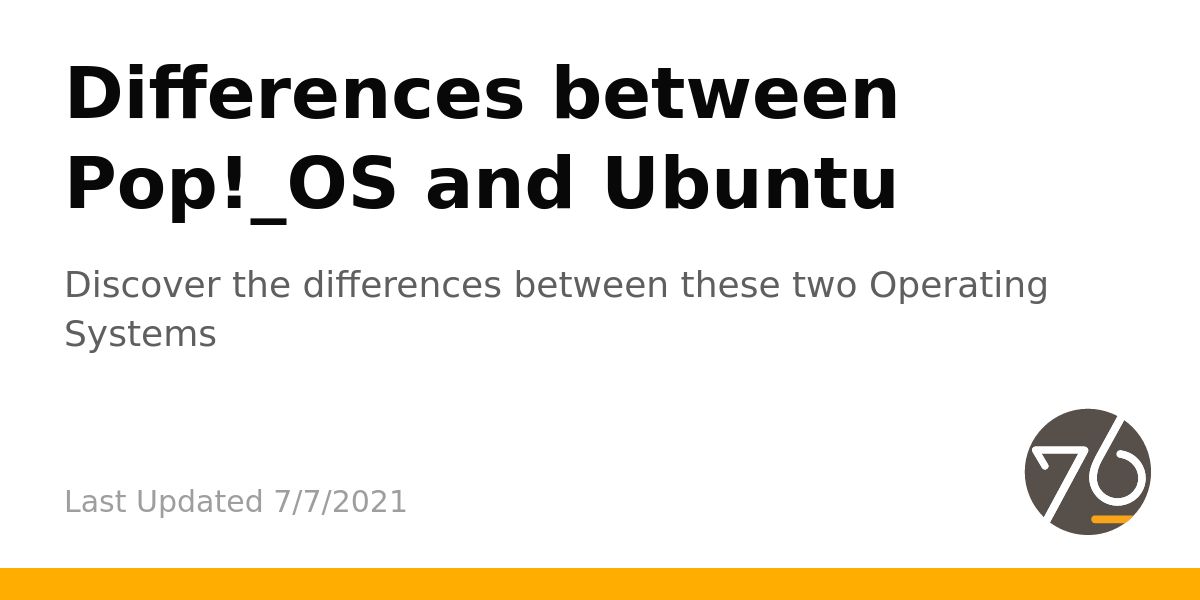 Differences between
Pop!_OS and Ubuntu
Discover the differences between these two Operating
Systems
Last Updated 7/7/2021
76